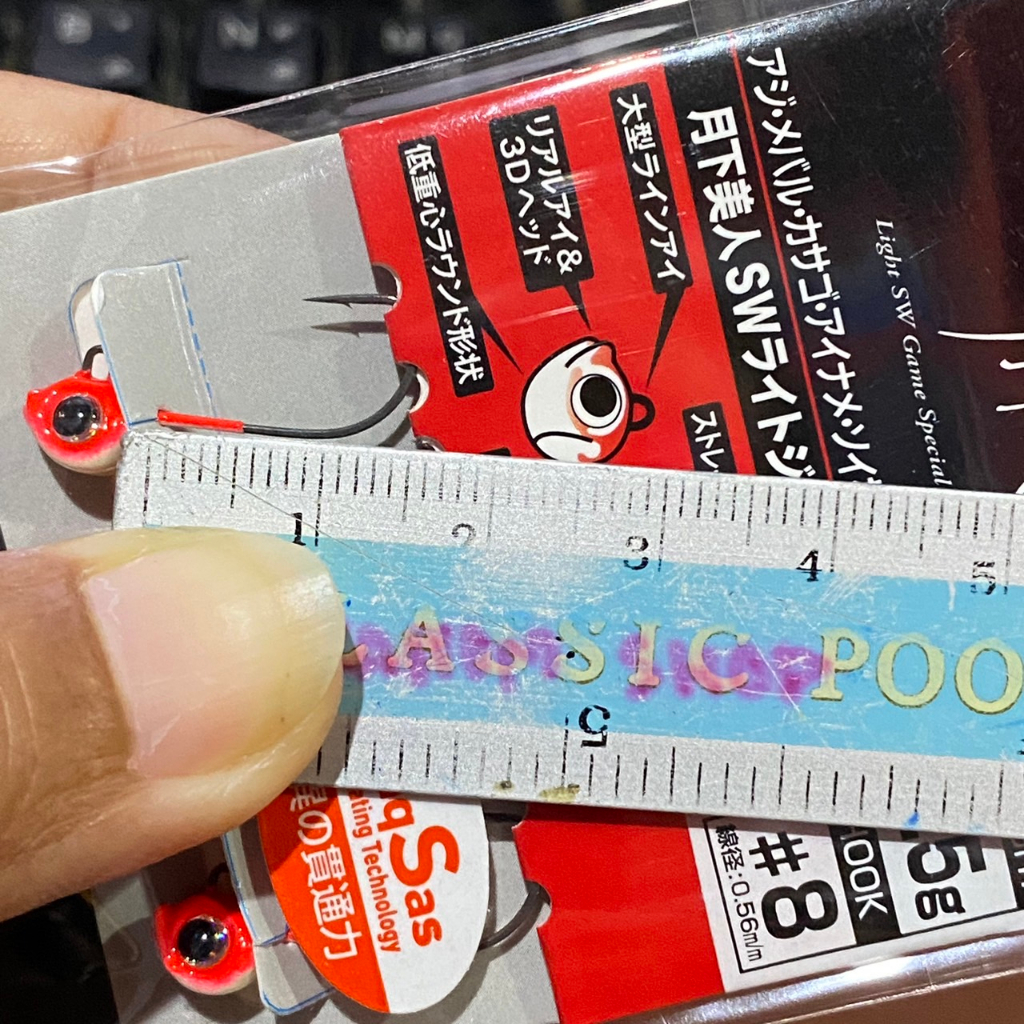 アジ・メバル・カサゴ・アイナメ・ソイ
月下美人SWライトジ
Light SW Game Special
大型ラインアイ
リアルアイ&
3Dヘッド
低重心ラウンド形状
ストレ
1 2 3 4 5
ASSIC POO
5
qSas
ating Technology
の貫通力
#8
線径:0.56m/m
HOOK
5g